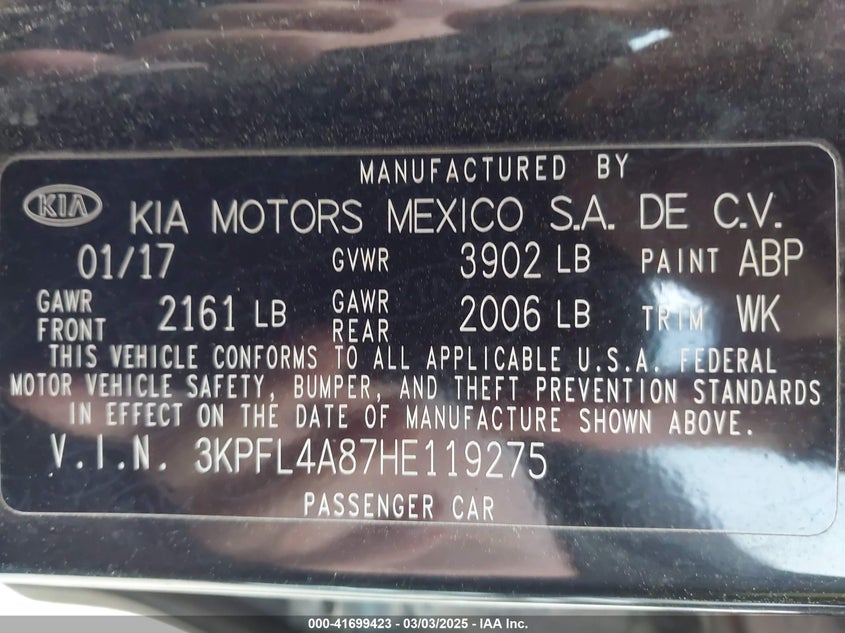 MANUFACTURED BY
KIA KIA MOTORS MEXICO S.A. DE C.V.
01/17 GVWR 3902 LB PAINT ABP
GAWR FRONT 2161 LB GAWR REAR 2006 LB TRIM WK
THIS VEHICLE CONFORMS TO ALL APPLICABLE U.S.A. FEDERAL
MOTOR VEHICLE SAFETY, BUMPER, AND THEFT PREVENTION STANDARDS
IN EFFECT ON THE DATE OF MANUFACTURE SHOWN ABOVE.
V.I.N. 3KPFL4A87HE119275
PASSENGER CAR
000-41699423 - 03/03/2025 - IAA Inc.